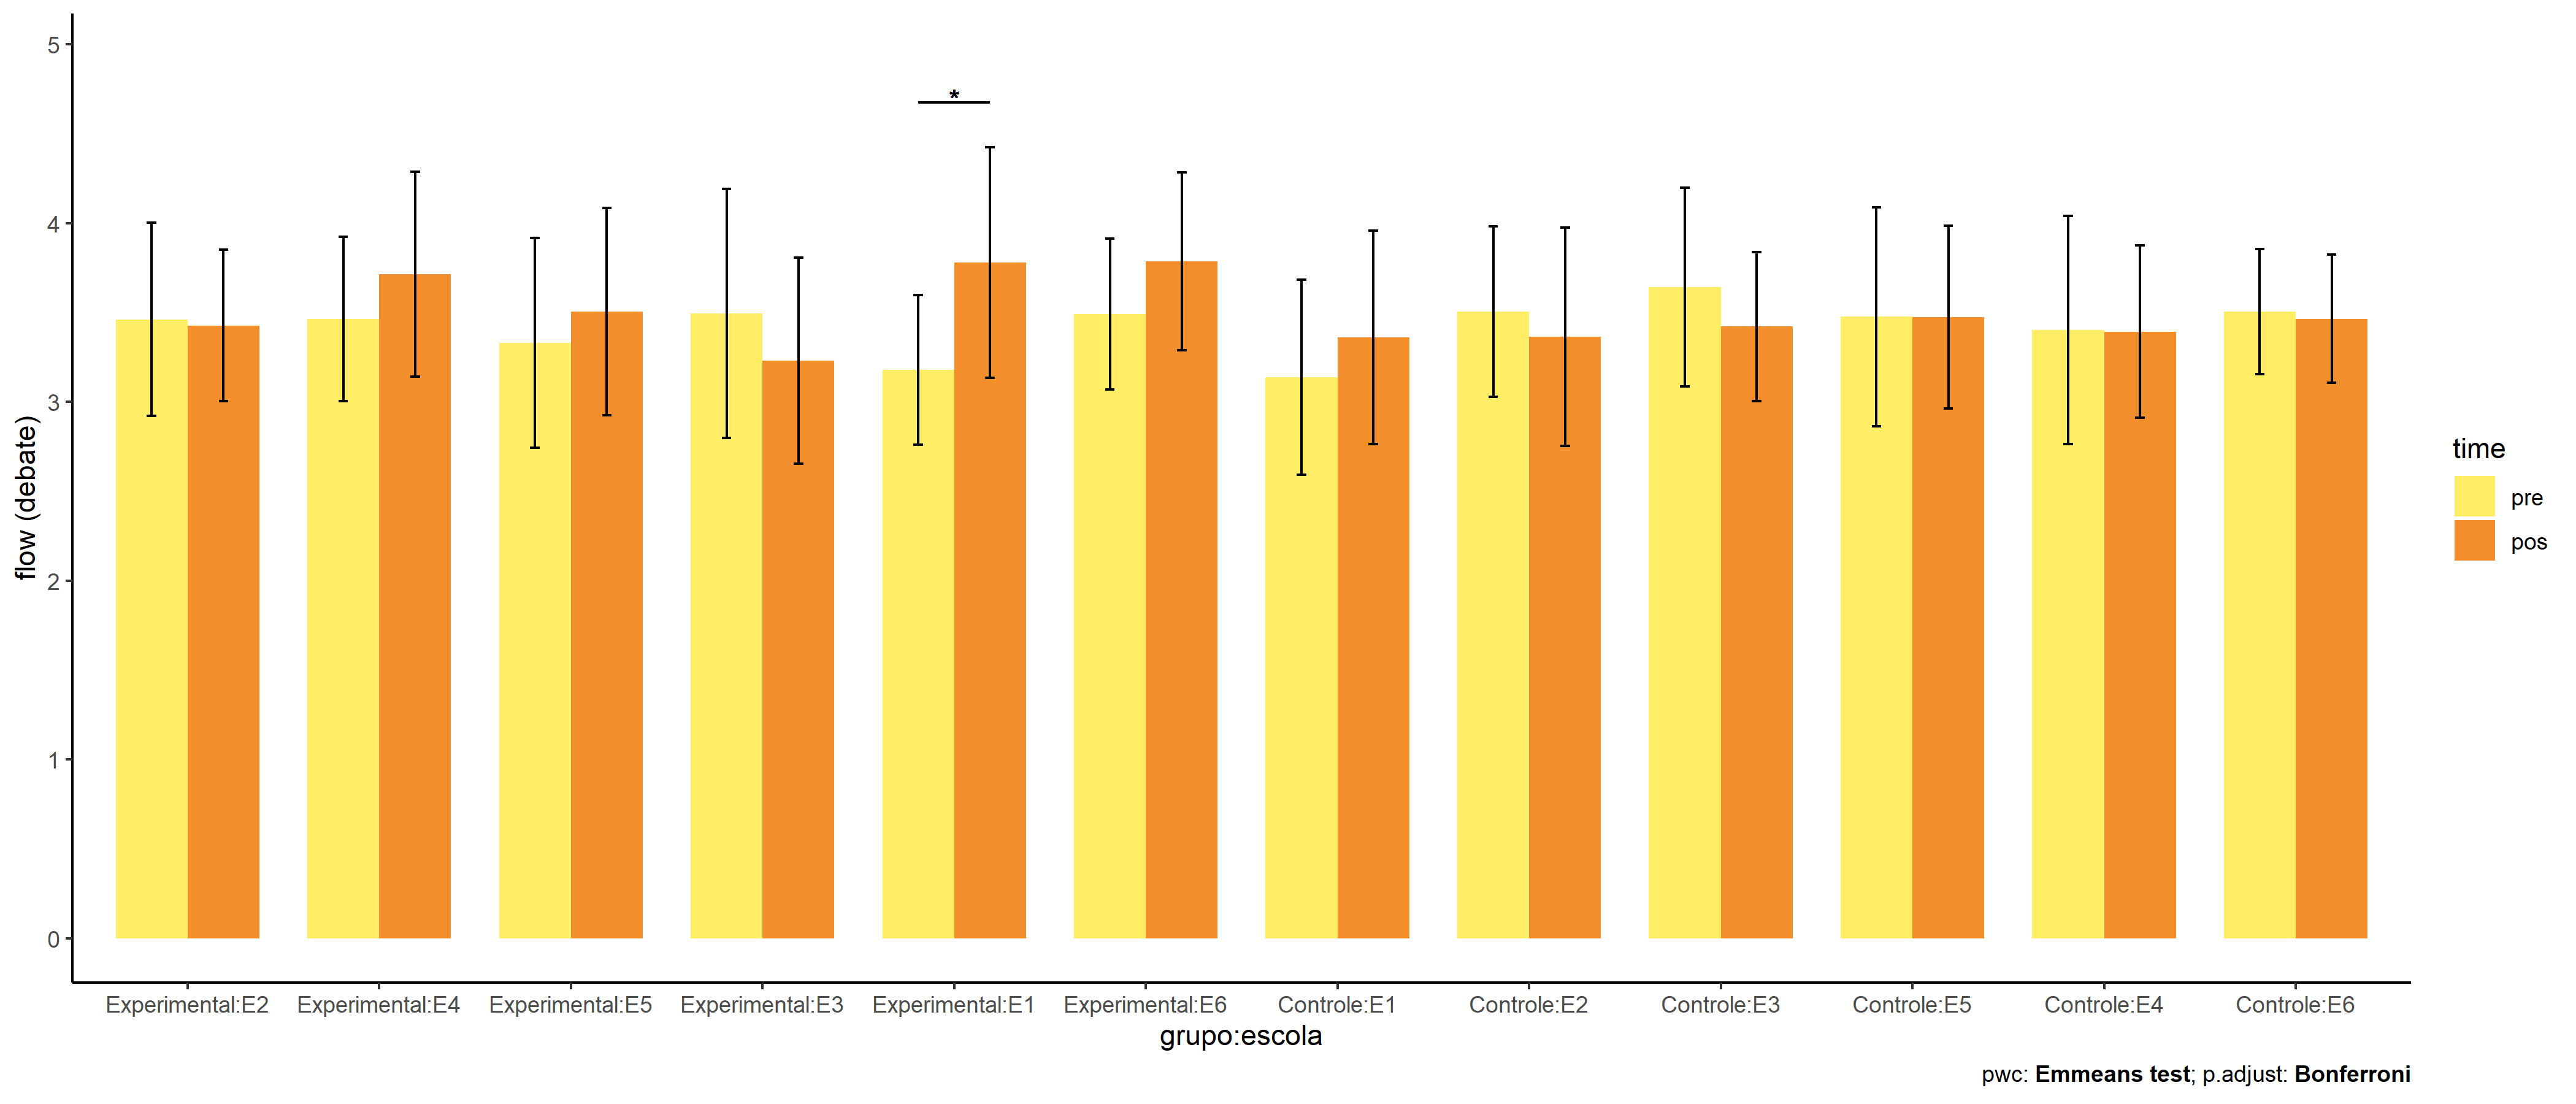 5
4
3
2
1
0
flow (debate)
*
Experimental:E2 Experimental:E4 Experimental:E5 Experimental:E3 Experimental:E1 Experimental:E6 Controle:E1 Controle:E2 Controle:E3 Controle:E5 Controle:E4 Controle:E6
grupo:escola
time
pre
pos
pwc: Emmeans test; p.adjust: Bonferroni